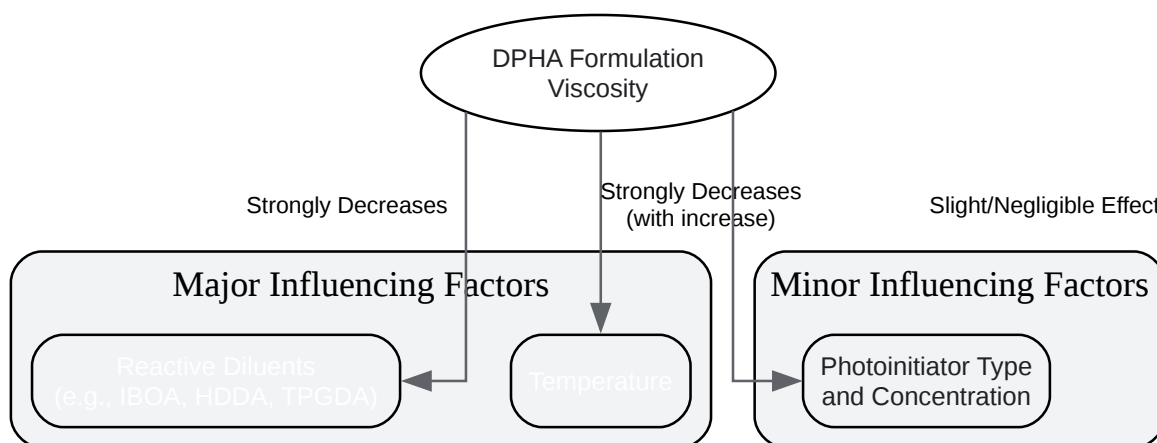 DPHA Formulation
Viscosity
Strongly Decreases
Strongly Decreases
(with increase)
Slight/Negligible Effect
Major Influencing Factors
Minor Influencing Factors
Reactive Diluents
(e.g., IBOA, HDDA, TPGDA)
Temperature
Photoinitiator Type
and Concentration